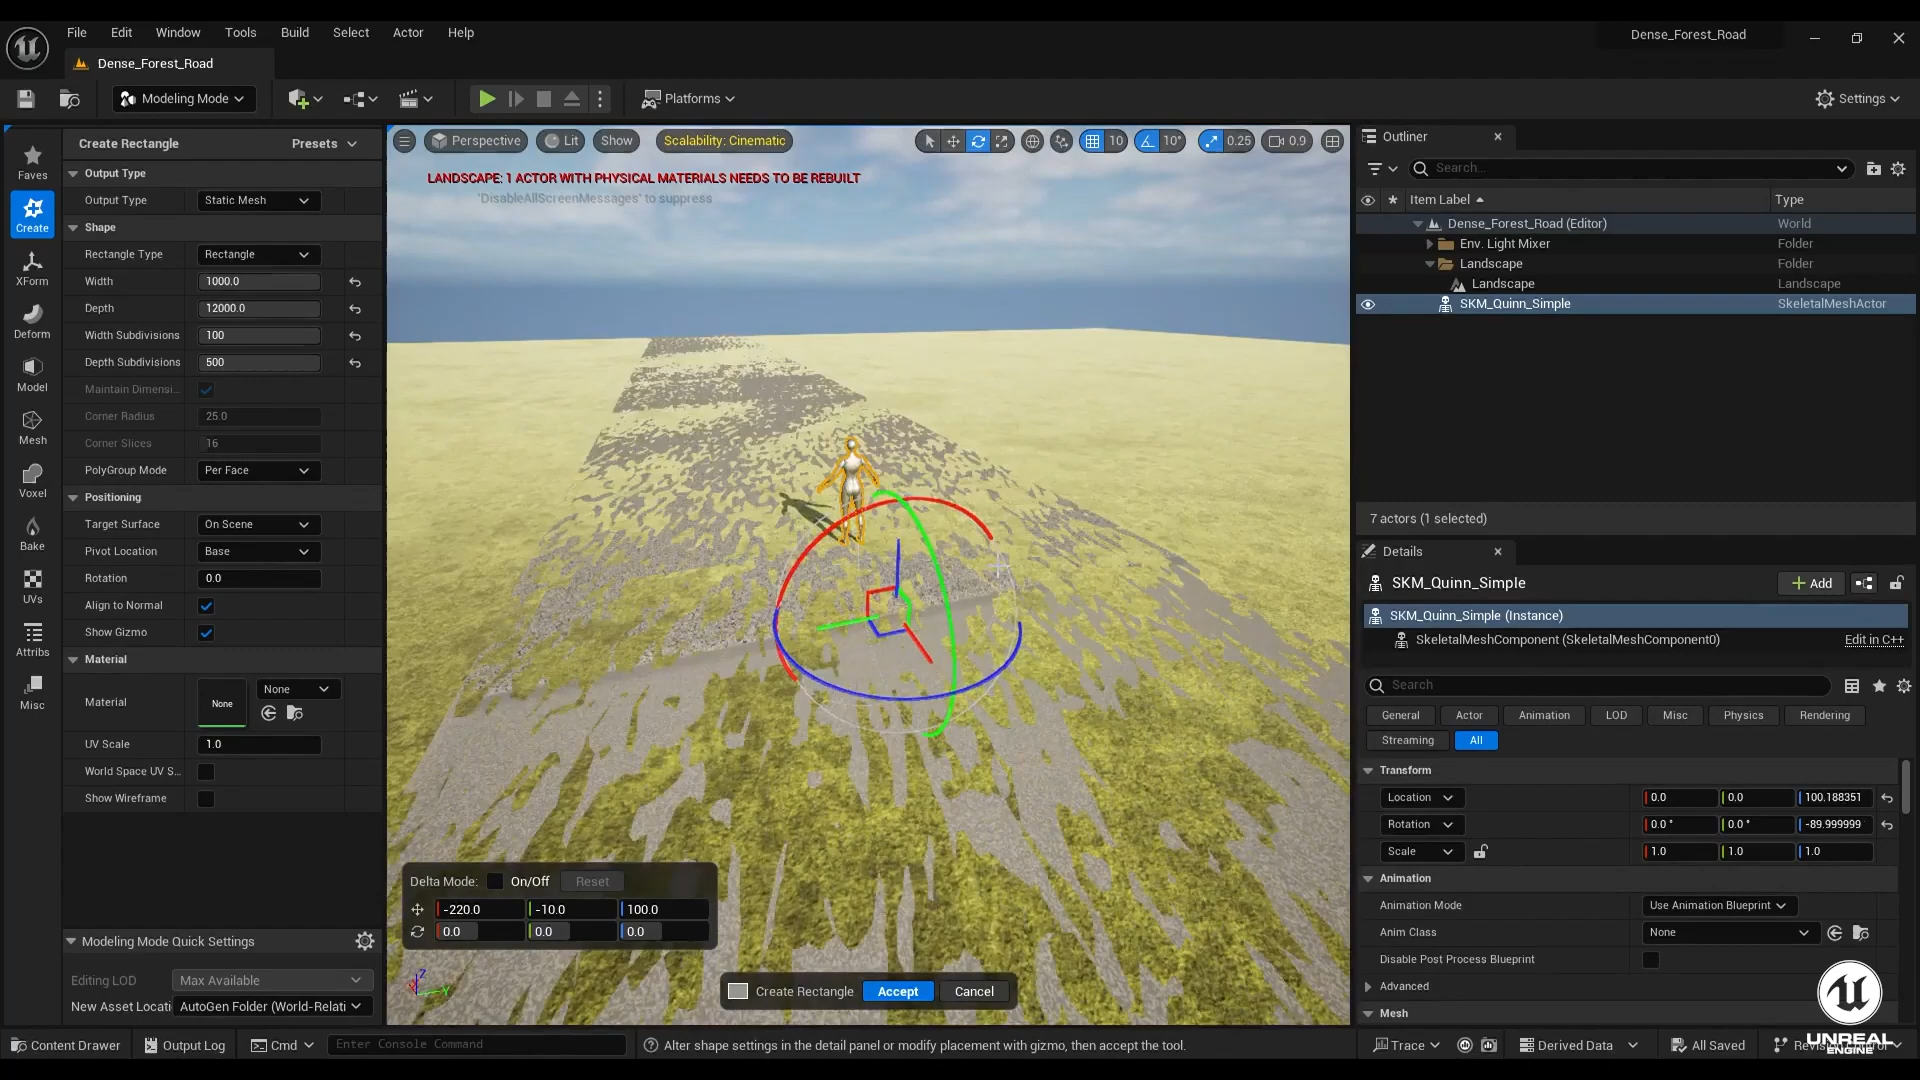 File Edit Window Tools Build Select Actor Help
Dense_Forest_Road
Dense_Forest_Road
Modeling Mode
Platforms
Settings
Faves
Create
XForm
Deform
Model
Mesh
Voxel
Bake
UVs
Attribs
Misc
Create Rectangle Presets
Output Type
Output Type Static Mesh
Shape
Rectangle Type Rectangle
Width 1000.0
Depth 12000.0
Width Subdivisions 100
Depth Subdivisions 500
Maintain Dimensi...
Corner Radius 25.0
Corner Slices 16
PolyGroup Mode Per Face
Positioning
Target Surface On Scene
Pivot Location Base
Rotation 0.0
Align to Normal
Show Gizmo
Material
Material None None
UV Scale 1.0
World Space UV S...
Show Wireframe
Modeling Mode Quick Settings
Editing LOD Max Available
New Asset Locati AutoGen Folder (World-Relati
Perspective Lit Show Scalability: Cinematic 10 10° 0.25 0.9
LANDSCAPE: 1 ACTOR WITH PHYSICAL MATERIALS NEEDS TO BE REBUILT
'DisableAllScreenMessages' to suppress
Delta Mode: On/Off Reset
-220.0 -10.0 100.0
0.0 0.0 0.0
Z
X
Y
Create Rectangle Accept Cancel
Outliner
Search...
Item Label Type
Dense_Forest_Road (Editor) World
Env. Light Mixer Folder
Landscape Folder
Landscape Landscape
SKM_Quinn_Simple SkeletalMeshActor
7 actors (1 selected)
Details
SKM_Quinn_Simple Add
SKM_Quinn_Simple (Instance)
SkeletalMeshComponent (SkeletalMeshComponent0) Edit in C++
Search
General Actor Animation LOD Misc Physics Rendering
Streaming All
Transform
Location 0.0 0.0 100.188351
Rotation 0.0 ° 0.0 ° -89.999999
Scale 1.0 1.0 1.0
Animation
Animation Mode Use Animation Blueprint
Anim Class None
Disable Post Process Blueprint
Advanced
Mesh
UNREAL
ENGINE
Content Drawer Output Log Cmd Enter Console Command Alter shape settings in the detail panel or modify placement with gizmo, then accept the tool. Trace Derived Data All Saved